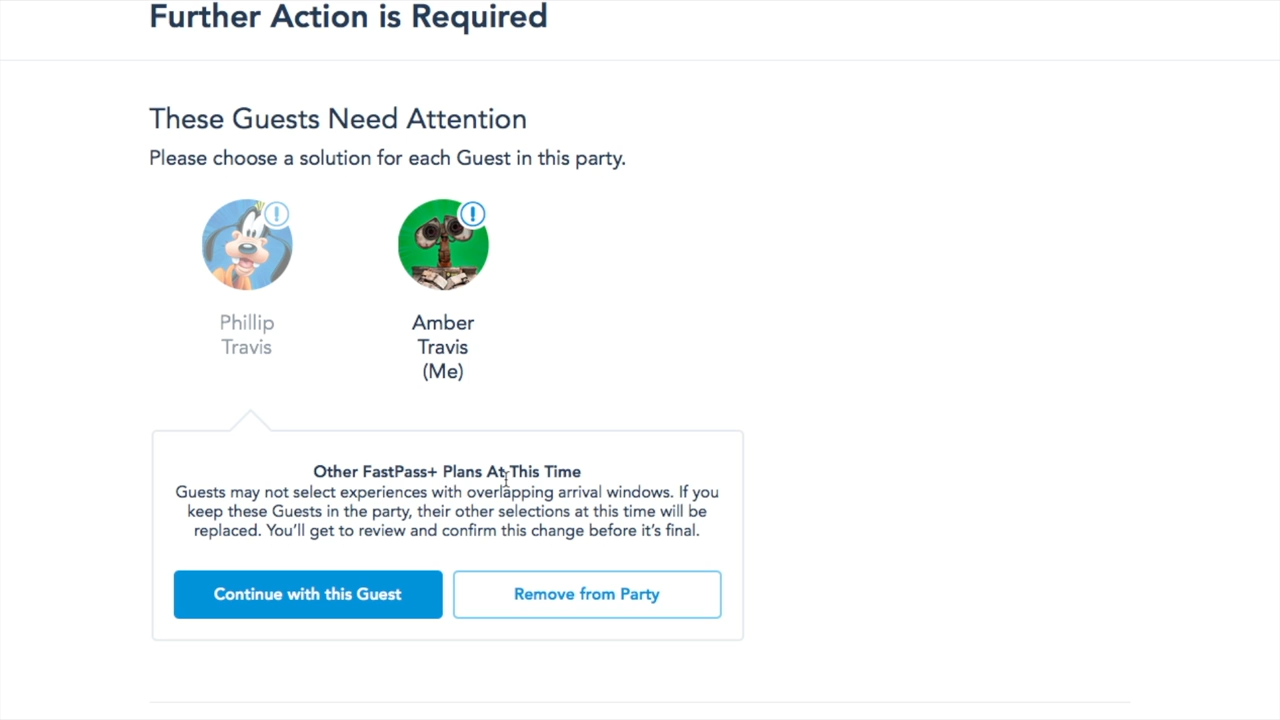 Further Action is Required
These Guests Need Attention
Please choose a solution for each Guest in this party.
Phillip
Travis
Amber
Travis
(Me)
Other FastPass+ Plans At This Time
Guests may not select experiences with overlapping arrival windows. If you
keep these Guests in the party, their other selections at this time will be
replaced. You'll get to review and confirm this change before it's final.
Continue with this Guest
Remove from Party